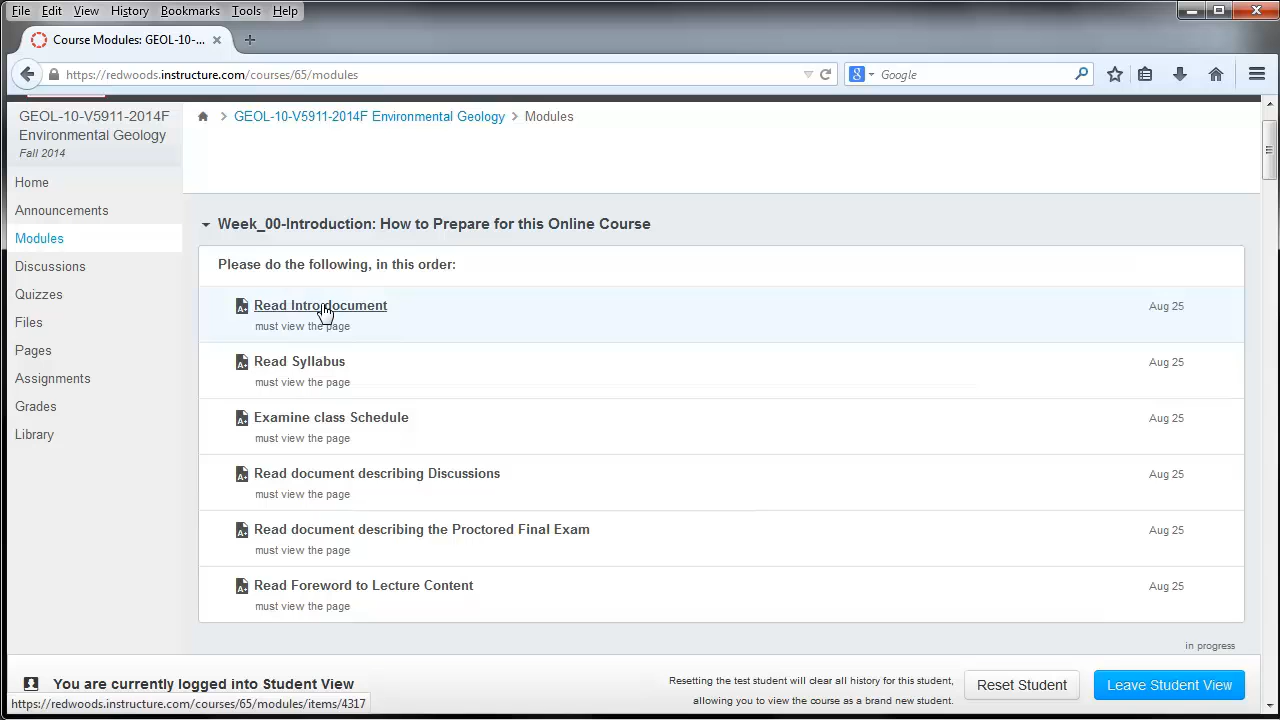 File Edit View History Bookmarks Tools Help
Course Modules: GEOL-10-...
https://redwoods.instructure.com/courses/65/modules
Google
GEOL-10-V5911-2014F
Environmental Geology
Fall 2014
GEOL-10-V5911-2014F Environmental Geology > Modules
Home
Announcements
Modules
Discussions
Quizzes
Files
Pages
Assignments
Grades
Library
Week_00-Introduction: How to Prepare for this Online Course
Please do the following, in this order:
Read Intro document Aug 25
must view the page
Read Syllabus Aug 25
must view the page
Examine class Schedule Aug 25
must view the page
Read document describing Discussions Aug 25
must view the page
Read document describing the Proctored Final Exam Aug 25
must view the page
Read Foreword to Lecture Content Aug 25
must view the page
in progress
You are currently logged into Student View
Resetting the test student will clear all history for this student,
allowing you to view the course as a brand new student.
Reset Student
Leave Student View
https://redwoods.instructure.com/courses/65/modules/items/4317